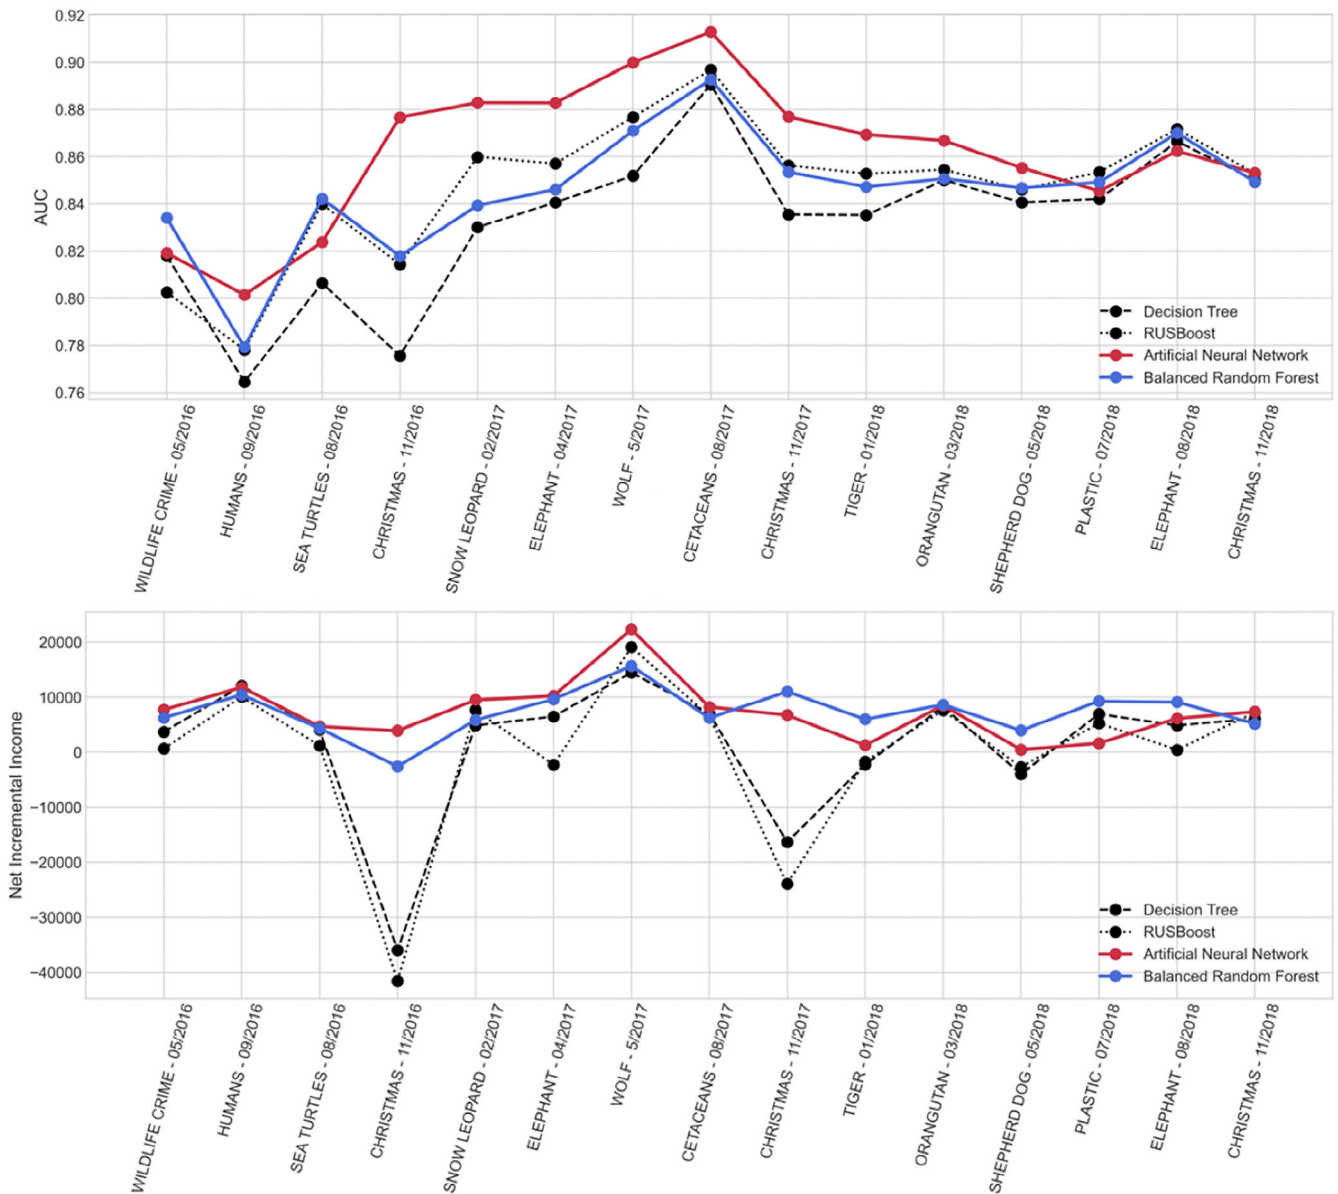 0.92
0.90
0.88
0.86
0.84
0.82
0.80
0.78
0.76
AUC
Decision Tree
RUSBoost
Artificial Neural Network
Balanced Random Forest
WILDLIFE CRIME - 05/2016
HUMANS - 09/2016
SEA TURTLES - 08/2016
CHRISTMAS - 11/2016
SNOW LEOPARD - 02/2017
ELEPHANT - 04/2017
WOLF - 5/2017
CETACEANS - 08/2017
CHRISTMAS - 11/2017
TIGER - 01/2018
ORANGUTAN - 03/2018
SHEPHERD DOG - 05/2018
PLASTIC - 07/2018
ELEPHANT - 08/2018
CHRISTMAS - 11/2018
20000
10000
0
−10000
−20000
−30000
−40000
Net Incremental Income
Decision Tree
RUSBoost
Artificial Neural Network
Balanced Random Forest
WILDLIFE CRIME - 05/2016
HUMANS - 09/2016
SEA TURTLES - 08/2016
CHRISTMAS - 11/2016
SNOW LEOPARD - 02/2017
ELEPHANT - 04/2017
WOLF - 5/2017
CETACEANS - 08/2017
CHRISTMAS - 11/2017
TIGER - 01/2018
ORANGUTAN - 03/2018
SHEPHERD DOG - 05/2018
PLASTIC - 07/2018
ELEPHANT - 08/2018
CHRISTMAS - 11/2018